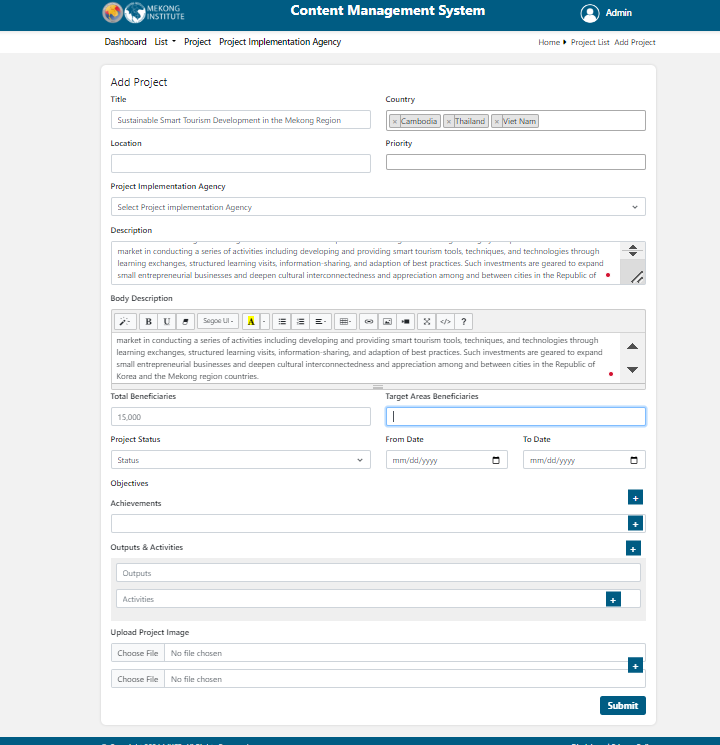 MEKONG
INSTITUTE
Content Management System
Admin
Dashboard List Project Project Implementation Agency
Home Project List Add Project
Add Project
Title Country
Sustainable Smart Tourism Development in the Mekong Region × Cambodia × Thailand × Viet Nam
Location Priority
Project Implementation Agency
Select Project implementation Agency
Description
market in conducting a series of activities including developing and providing smart tourism tools, techniques, and technologies through
learning exchanges, structured learning visits, information-sharing, and adaption of best practices. Such investments are geared to expand
small entrepreneurial businesses and deepen cultural interconnectedness and appreciation among and between cities in the Republic of
Body Description
B U Segoe UI A </> ?
market in conducting a series of activities including developing and providing smart tourism tools, techniques, and technologies through
learning exchanges, structured learning visits, information-sharing, and adaption of best practices. Such investments are geared to expand
small entrepreneurial businesses and deepen cultural interconnectedness and appreciation among and between cities in the Republic of
Korea and the Mekong region countries.
Total Beneficiaries Target Areas Beneficiaries
15,000
Project Status From Date To Date
Status mm/dd/yyyy mm/dd/yyyy
Objectives
+
Achievements
+
Outputs & Activities +
Outputs
Activities +
Upload Project Image
Choose File No file chosen
+
Choose File No file chosen
Submit